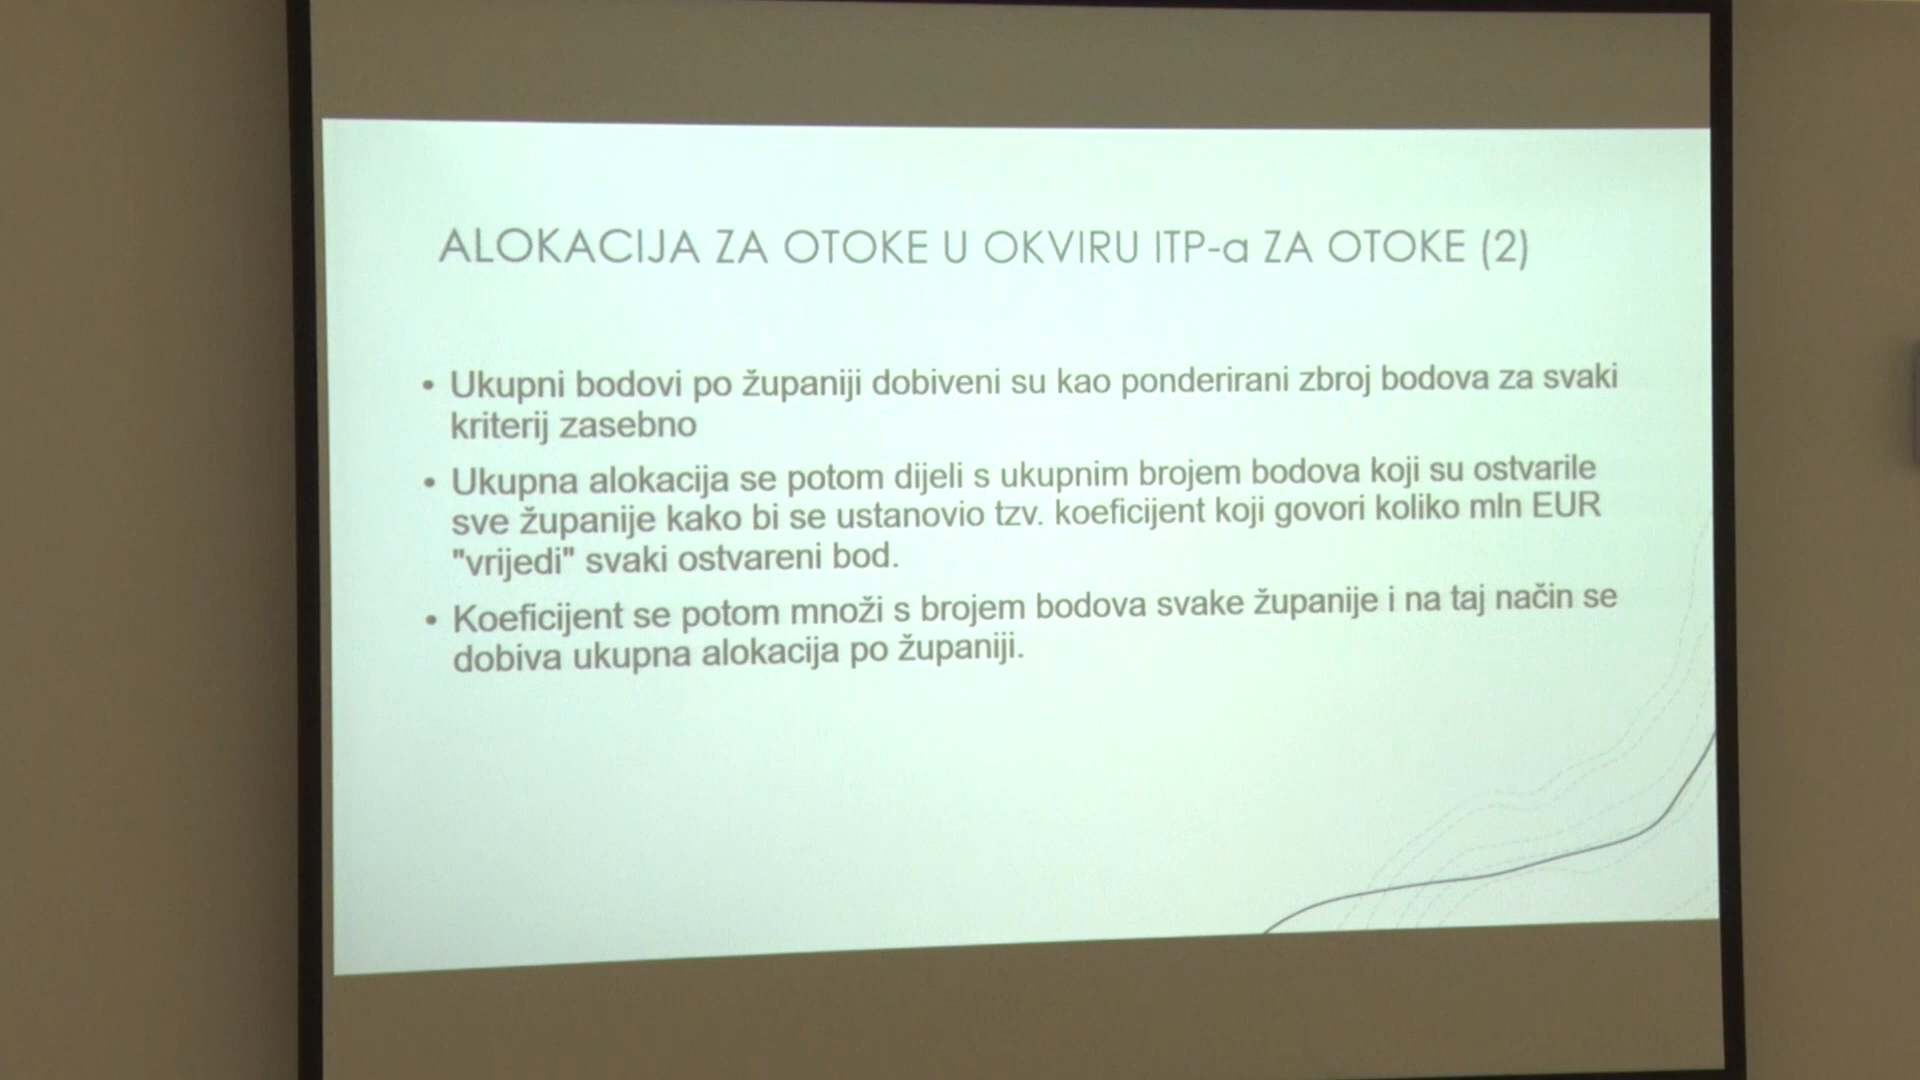 ALOKACIJA ZA OTOKE U OKVIRU ITP-a ZA OTOKE (2)
• Ukupni bodovi po županiji dobiveni su kao ponderirani zbroj bodova za svaki
kriterij zasebno
• Ukupna alokacija se potom dijeli s ukupnim brojem bodova koji su ostvarile
sve županije kako bi se ustanovio tzv. koeficijent koji govori koliko mln EUR
"vrijedi" svaki ostvareni bod.
• Koeficijent se potom množi s brojem bodova svake županije i na taj način se
dobiva ukupna alokacija po županiji.